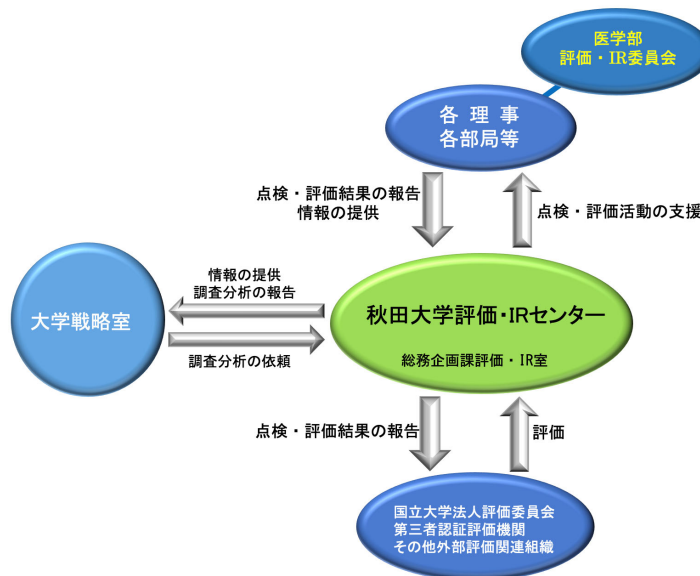 医学部
評価・IR委員会
各 理 事
各部局等
点検・評価結果の報告
情報の提供
点検・評価活動の支援
情報の提供
調査分析の報告
大学戦略室
調査分析の依頼
秋田大学評価・IRセンター
総務企画課評価・IR室
点検・評価結果の報告
評価
国立大学法人評価委員会
第三者認証評価機関
その他外部評価関連組織